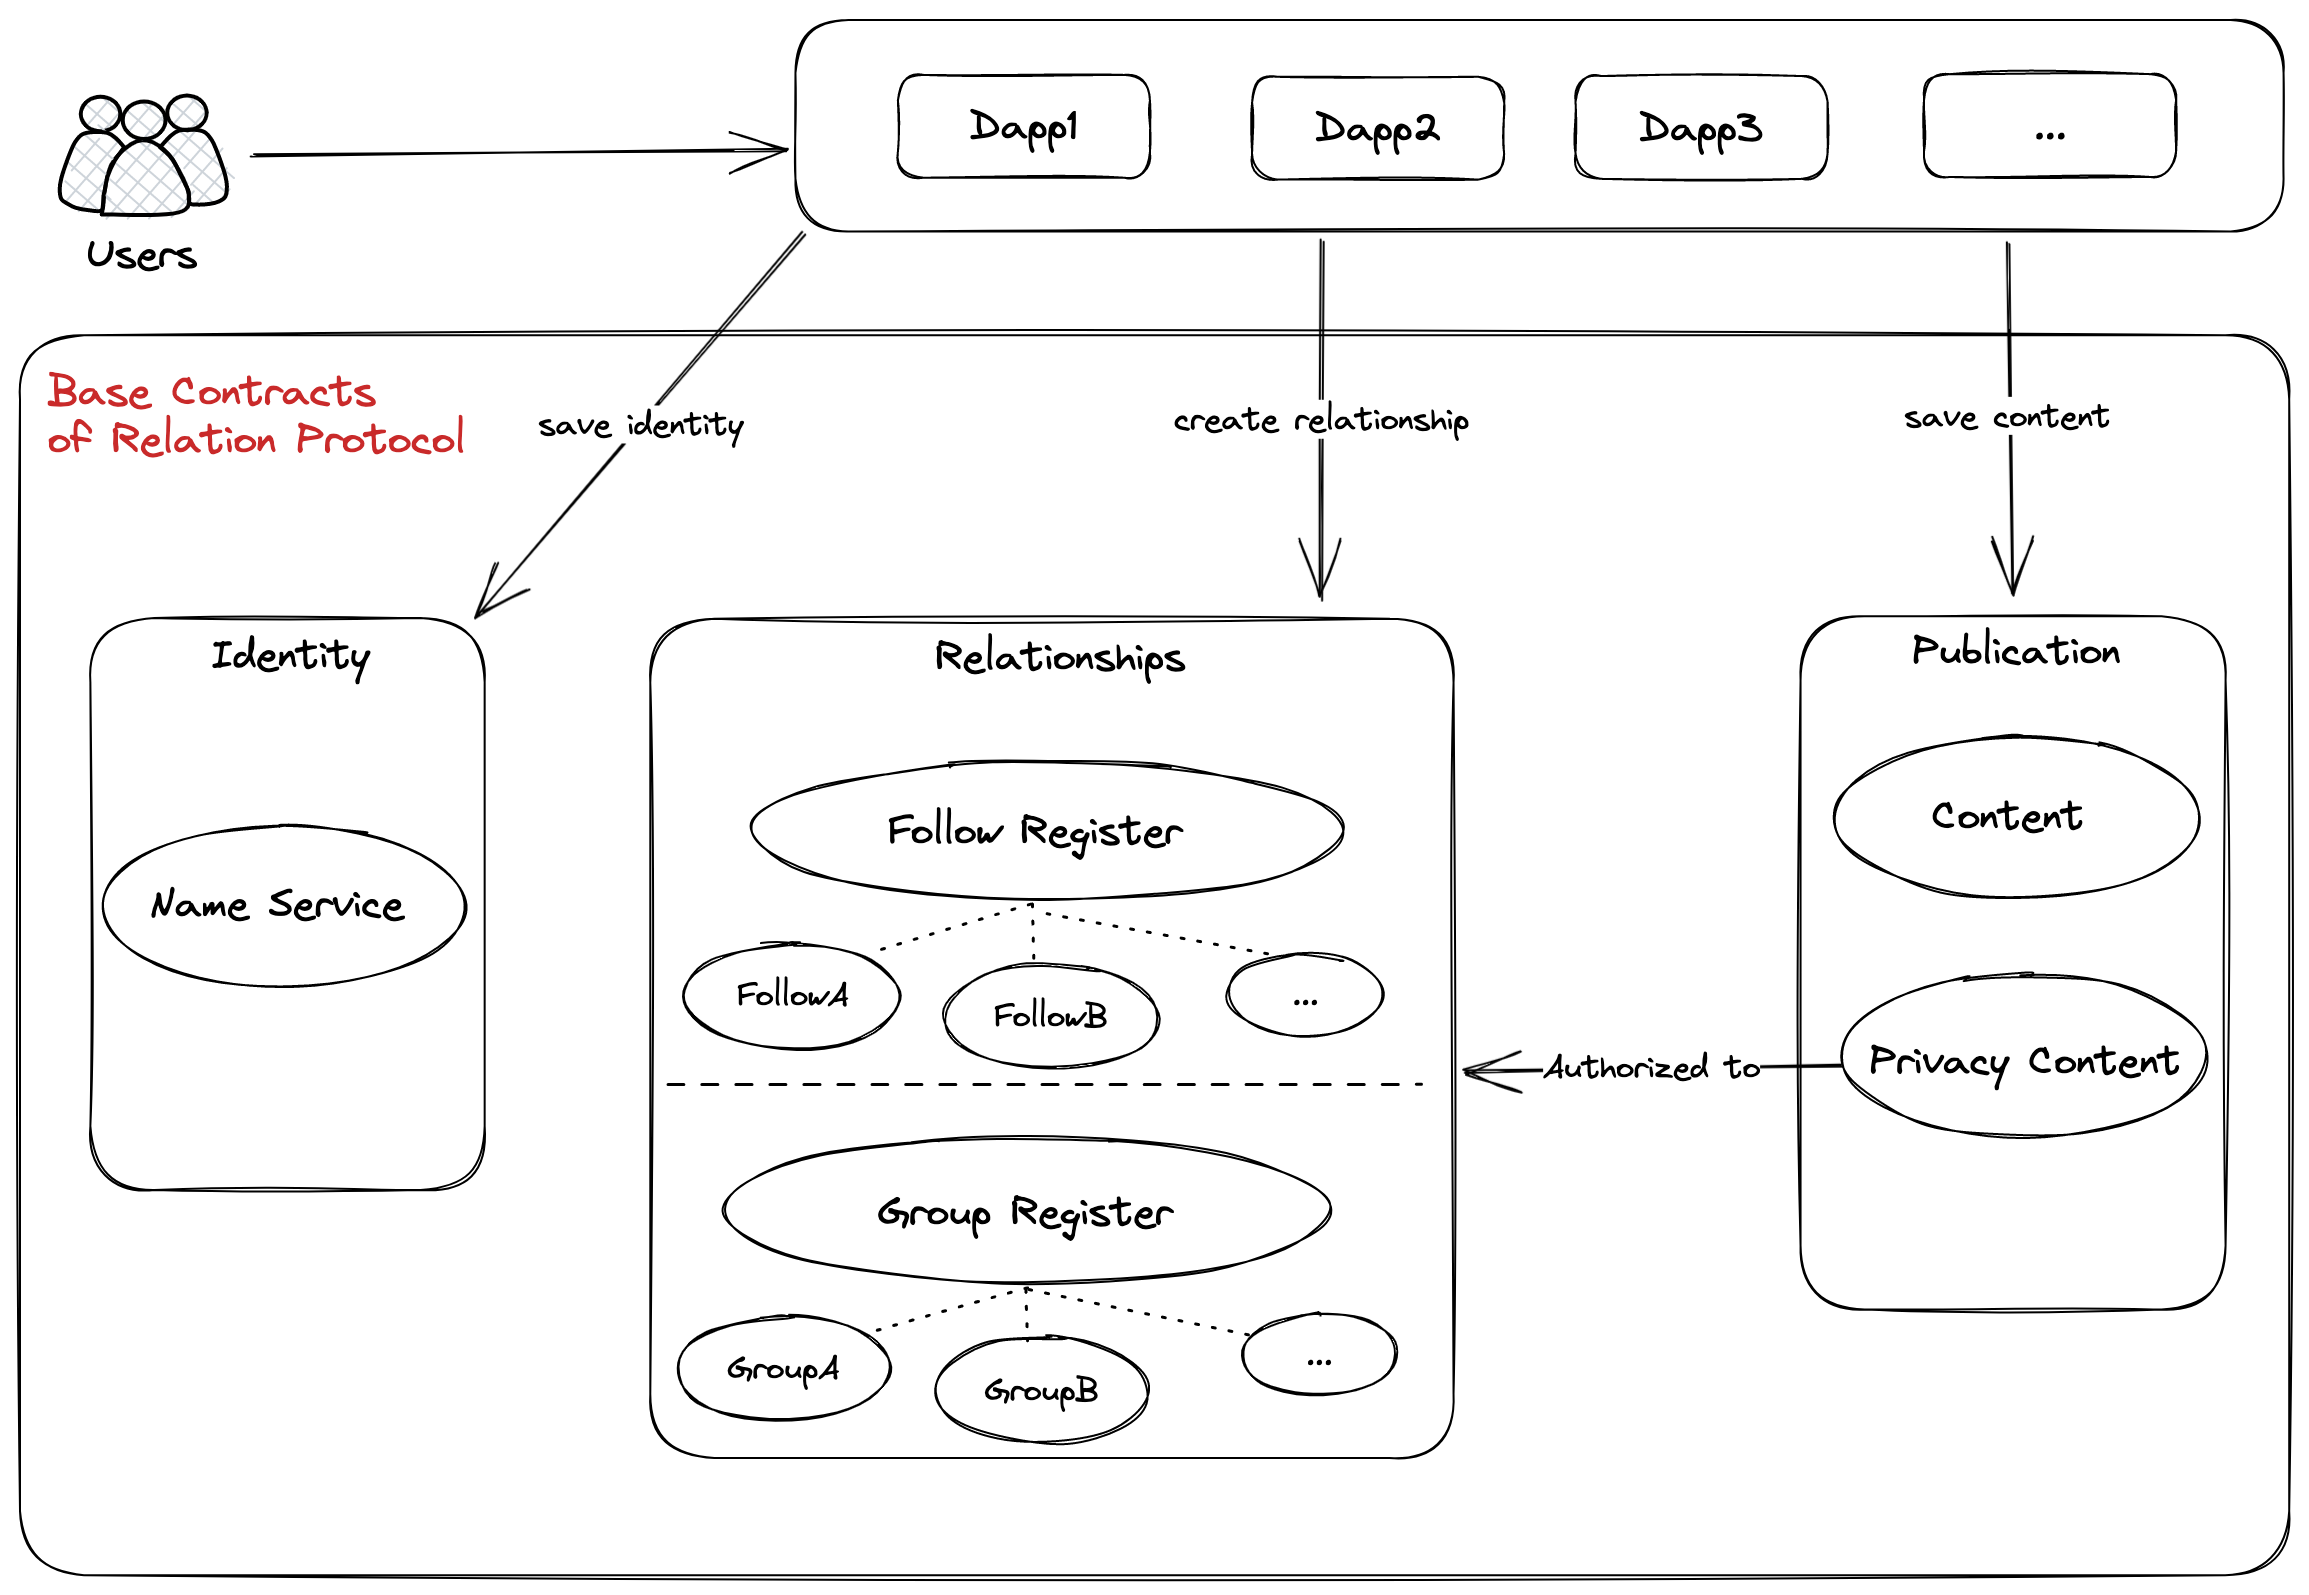 Dapp1
Dapp2
Dapp3
...
Users
Base Contracts
of Relation Protocol
save identity
create relationship
save content
Identity
Name Service
Relationships
Follow Register
FollowA
FollowB
...
Group Register
GroupA
GroupB
...
Publication
Content
Privacy Content
Authorized to